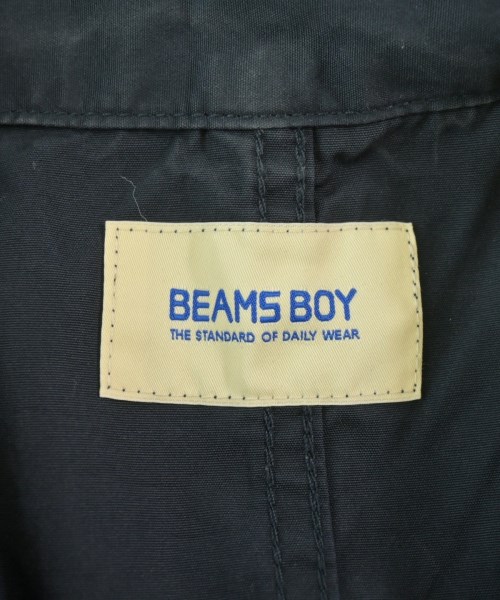 BEAMS BOY
THE STANDARD OF DAILY WEAR